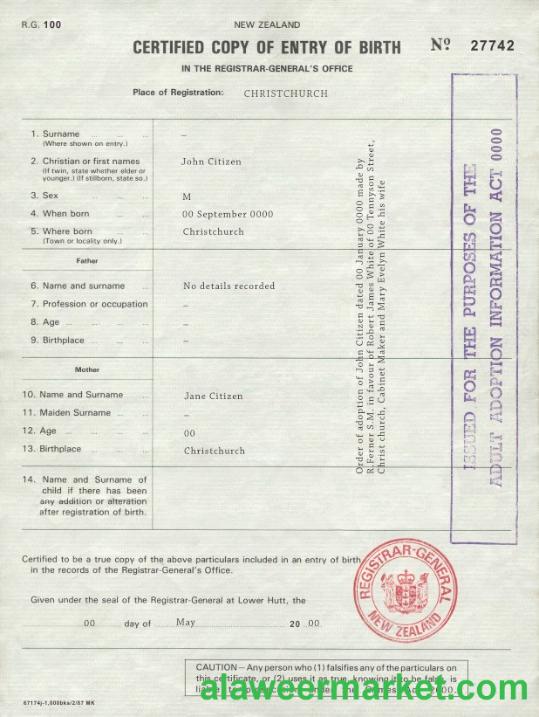 R.G. 100
NEW ZEALAND
CERTIFIED COPY OF ENTRY OF BIRTH
Nº 27742
IN THE REGISTRAR-GENERAL'S OFFICE
Place of Registration: CHRISTCHURCH
1. Surname ... ... ... –
(Where shown on entry.)
2. Christian or first names John Citizen
(If twin, state whether elder or
younger.) (If stillborn, state so.)
3. Sex ... ... M
4. When born ... ... 00 September 0000
5. Where born ... ... Christchurch
(Town or locality only.)
Father
6. Name and surname ... No details recorded
7. Profession or occupation –
8. Age ... ... ... ... –
9. Birthplace ... ... ... –
Mother
10. Name and Surname ... Jane Citizen
11. Maiden Surname ... ... –
12. Age ... ... ... 00
13. Birthplace ... ... Christchurch
14. Name and Surname of
child if there has been
any addition or alteration
after registration of birth.
Order of adoption of John Citizen dated 00 January 0000 made by
R.Ferner S.M. in favour of Robert James White of 00 Tennyson Street,
Christ church, Cabinet Maker and Mary Evelyn White his wife
ISSUED FOR THE PURPOSES OF THE
ADULT ADOPTION INFORMATION ACT 0000
Certified to be a true copy of the above particulars included in an entry of birth
in the records of the Registrar-General's Office.
Given under the seal of the Registrar-General at Lower Hutt, the
00 day of May 20 00
REGISTRAR-GENERAL
NEW ZEALAND
CAUTION — Any person who (1) falsifies any of the particulars on
this certificate, or (2) uses it as true, knowing it to be false, is
alaweermarket.com
67174J-1,000bks/2/87 MK